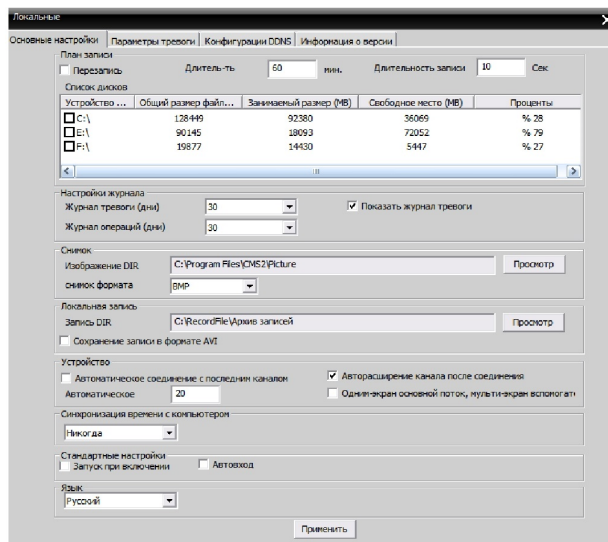 Локальные
Основные настройки Параметры тревоги Конфигурации DDNS Информация о версии
План записи
Перезапись Длитель-ть 60 мин. Длительность записи 10 Сек
Список дисков
Устройство ... Общий размер файл... Занимаемый размер (MB) Свободное место (MB) Проценты
C:\ 128449 92380 36069 % 28
E:\ 90145 18093 72052 % 79
F:\ 19877 14430 5447 % 27
Настройки журнала
Журнал тревоги (дни) 30 Показать журнал тревоги
Журнал операций (дни) 30
Снимок
Изображение DIR C:\Program Files\CMS2\Picture Просмотр
снимок формата BMP
Локальная запись
Запись DIR C:\RecordFile\Архив записей Просмотр
Сохранение записи в формате AVI
Устройство
Автоматическое соединение с последним каналом Авторасширение канала после соединения
Автоматическое 20 Одним-экран основной поток, мульти-экран вспомогате
Синхронизация времени с компьютером
Никогда
Стандартные настройки
Запуск при включении Автовход
Язык
Русский
Применить